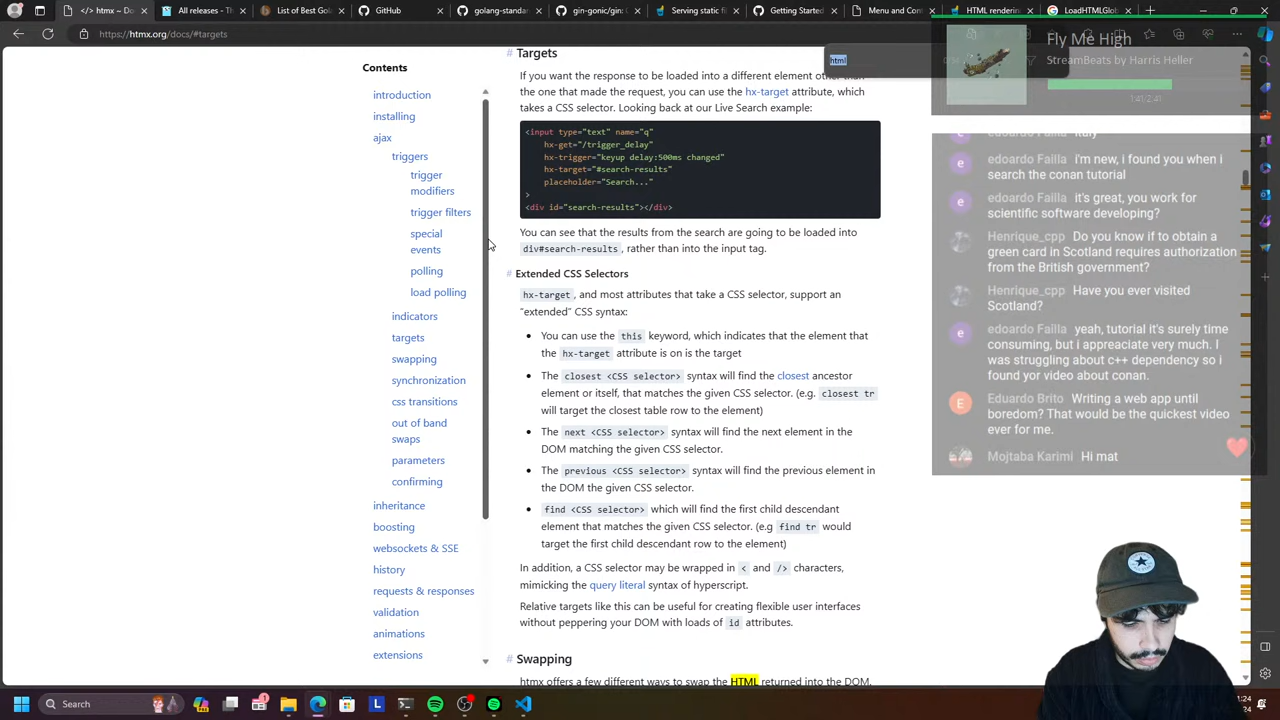 (1) Documentation
All releases -
List of Best Gola
GitHub
golang-standar
gin-gonic/gin: G
Serving static fi
Getting Started
Menu and Cont
HTML renderin
LoadHTMLGlob
https://htmx.org/docs/#targets
html
Fly Me High
StreamBeats by Harris Heller
1:41/2:41
Contents
introduction
installing
ajax
triggers
trigger
modifiers
trigger filters
special
events
polling
load polling
indicators
targets
swapping
synchronization
css transitions
out of band
swaps
parameters
confirming
inheritance
boosting
websockets & SSE
history
requests & responses
validation
animations
extensions
# Targets
If you want the response to be loaded into a different element other than
the one that made the request, you can use the hx-target attribute, which
takes a CSS selector. Looking back at our Live Search example:
<input type="text" name="q"
hx-get="/trigger_delay"
hx-trigger="keyup delay:500ms changed"
hx-target="#search-results"
placeholder="Search..."
>
<div id="search-results"></div>
You can see that the results from the search are going to be loaded into
div#search-results, rather than into the input tag.
# Extended CSS Selectors
hx-target, and most attributes that take a CSS selector, support an
“extended” CSS syntax:
• You can use the this keyword, which indicates that the element that
the hx-target attribute is on is the target
• The closest <CSS selector> syntax will find the closest ancestor
element or itself, that matches the given CSS selector. (e.g. closest tr
will target the closest table row to the element)
• The next <CSS selector> syntax will find the next element in the
DOM matching the given CSS selector.
• The previous <CSS selector> syntax will find the previous element in
the DOM the given CSS selector.
• find <CSS selector> which will find the first child descendant
element that matches the given CSS selector. (e.g find tr would
target the first child descendant row to the element)
In addition, a CSS selector may be wrapped in < and /> characters,
mimicking the query literal syntax of hyperscript.
Relative targets like this can be useful for creating flexible user interfaces
without peppering your DOM with loads of id attributes.
# Swapping
htmx offers a few different ways to swap the HTML returned into the DOM.
edoardo Failla Italy
e edoardo Failla i'm new, i found you when i
search the conan tutorial
e edoardo Failla it's great, you work for
scientific software developing?
Henrique_cpp Do you know if to obtain a
green card in Scotland requires authorization
from the British government?
Henrique_cpp Have you ever visited
Scotland?
e edoardo Failla yeah, tutorial it's surely time
consuming, but i appreaciate very much. I
was struggling about c++ dependency so i
found yor video about conan.
E Eduardo Brito Writing a web app until
boredom? That would be the quickest video
ever for me.
Mojtaba Karimi Hi mat
Search
11:24